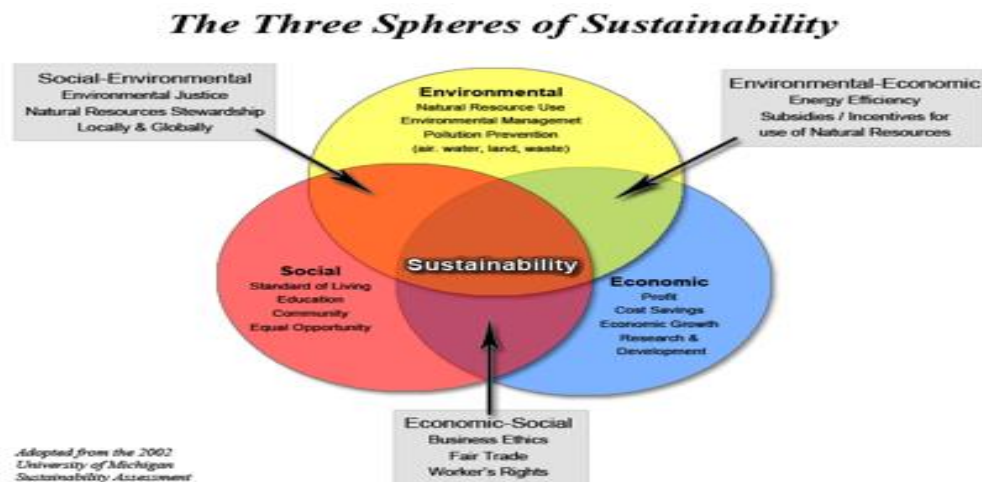 The Three Spheres of Sustainability
Social-Environmental
Environmental Justice
Natural Resources Stewardship
Locally & Globally
Environmental
Natural Resource Use
Environmental Managemet
Pollution Prevention
(air. water, land, waste)
Environmental-Economic
Energy Efficiency
Subsidies / Incentives for
use of Natural Resources
Sustainability
Social
Standard of Living
Education
Community
Equal Opportunity
Economic
Profit
Cost Savings
Economic Growth
Research &
Development
Economic-Social
Business Ethics
Fair Trade
Worker's Rights
Adopted from the 2002
University of Michigan
Sustainability Assessment